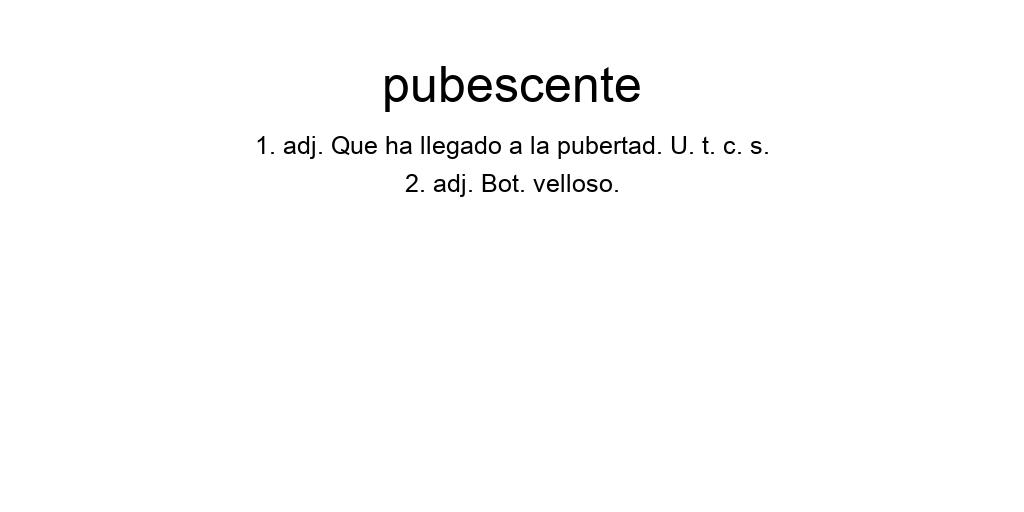 pubescente
1. adj. Que ha llegado a la pubertad. U. t. c. s.
2. adj. Bot. velloso.